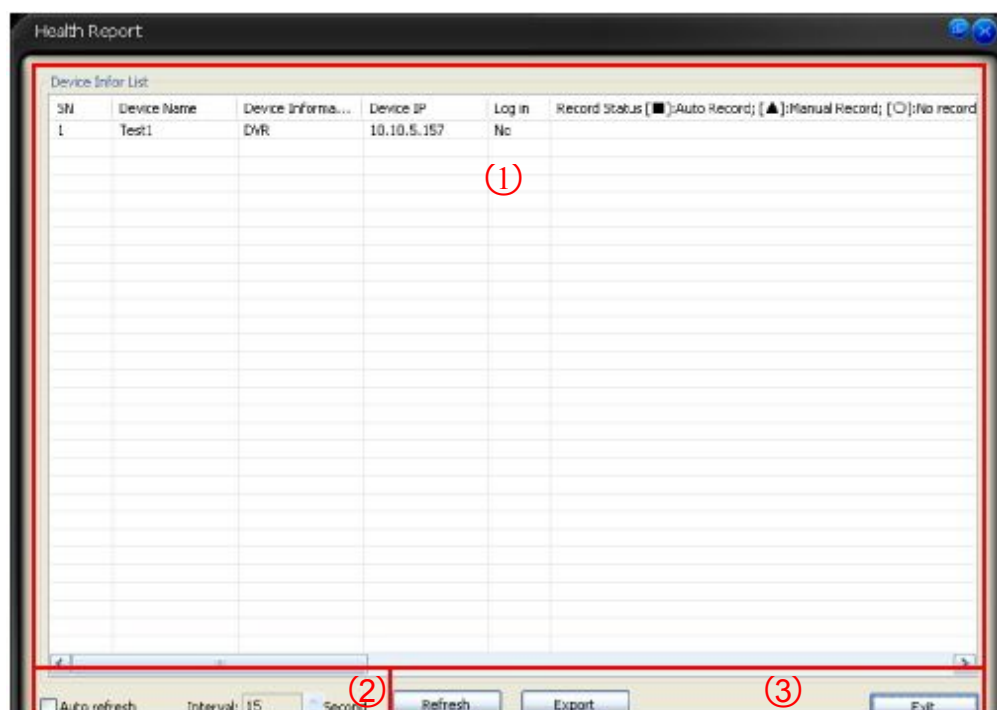 Health Report
Device Infor List
SN Device Name Device Informa... Device IP Log in Record Status [■]:Auto Record; [▲]:Manual Record; [○]:No record
1 Test1 DVR 10.10.5.157 No
①
② ③
Auto refresh Interval: 15 Second Refresh Export Exit